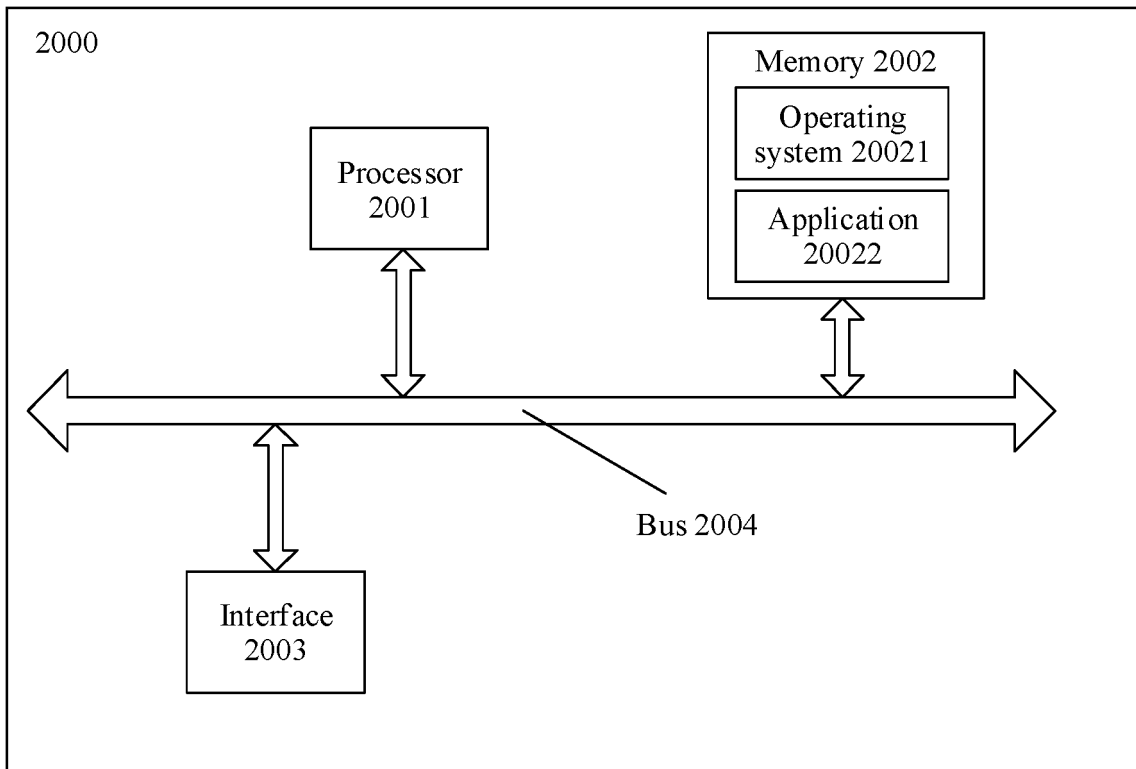 2000
Memory 2002
Operating
system 20021
Application
20022
Processor
2001
Bus 2004
Interface
2003